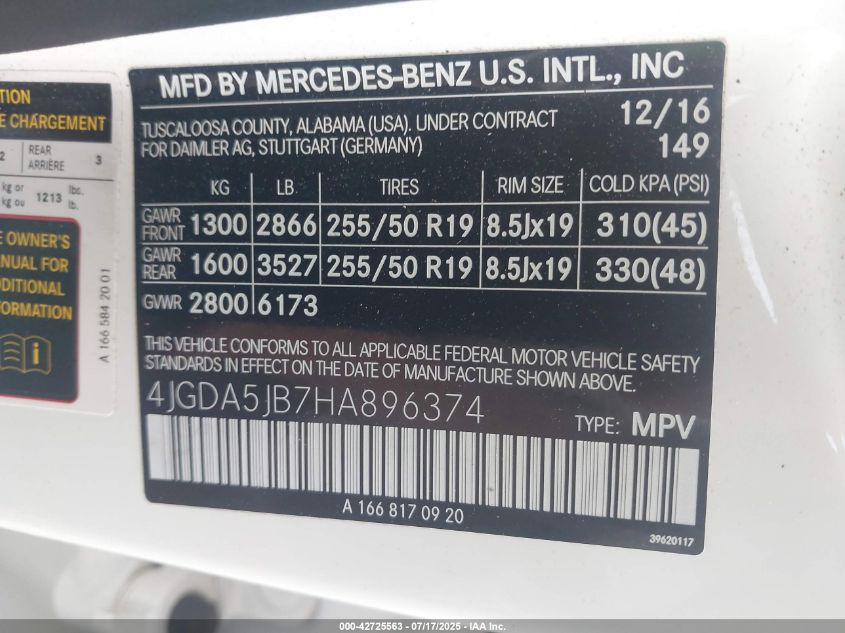 MFD BY MERCEDES-BENZ U.S. INTL., INC
TUSCALOOSA COUNTY, ALABAMA (USA). UNDER CONTRACT
FOR DAIMLER AG, STUTTGART (GERMANY)
12/16
149
KG LB TIRES RIM SIZE COLD KPA (PSI)
GAWR FRONT 1300 2866 255/50 R19 8.5Jx19 310(45)
GAWR REAR 1600 3527 255/50 R19 8.5Jx19 330(48)
GVWR 2800 6173
THIS VEHICLE CONFORMS TO ALL APPLICABLE FEDERAL MOTOR VEHICLE SAFETY
STANDARDS IN EFFECT ON THE DATE OF MANUFACTURE SHOWN ABOVE.
4JGDA5JB7HA896374
TYPE: MPV
A 166 817 09 20
39620117
TION
E CHARGEMENT
2 REAR
ARRIÈRE 3
kg or
kg ou 1213 lbs.
lb.
E OWNER'S
ANUAL FOR
DDITIONAL
FORMATION
A 166 584 20 01
000-42725563 - 07/17/2025 - IAA Inc.